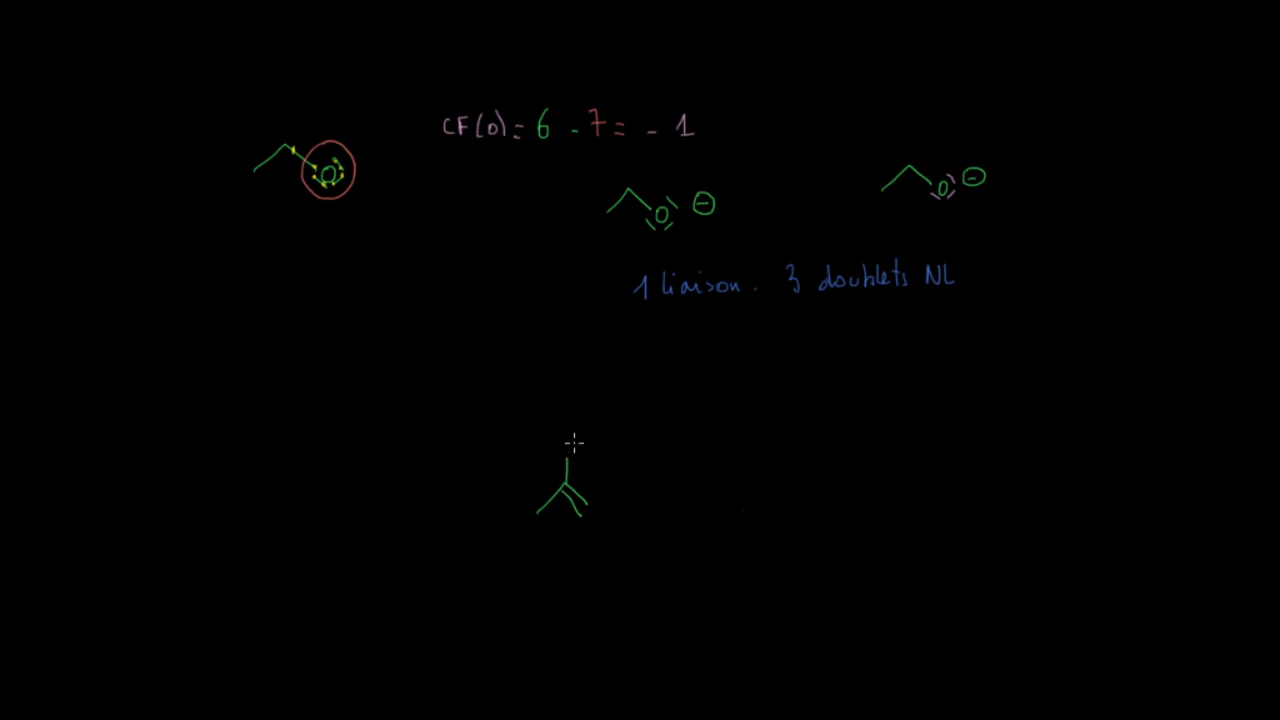 CF(O) = 6 - 7 = - 1
O
O ⊖
O ⊖
1 liaison. 3 doublets NL